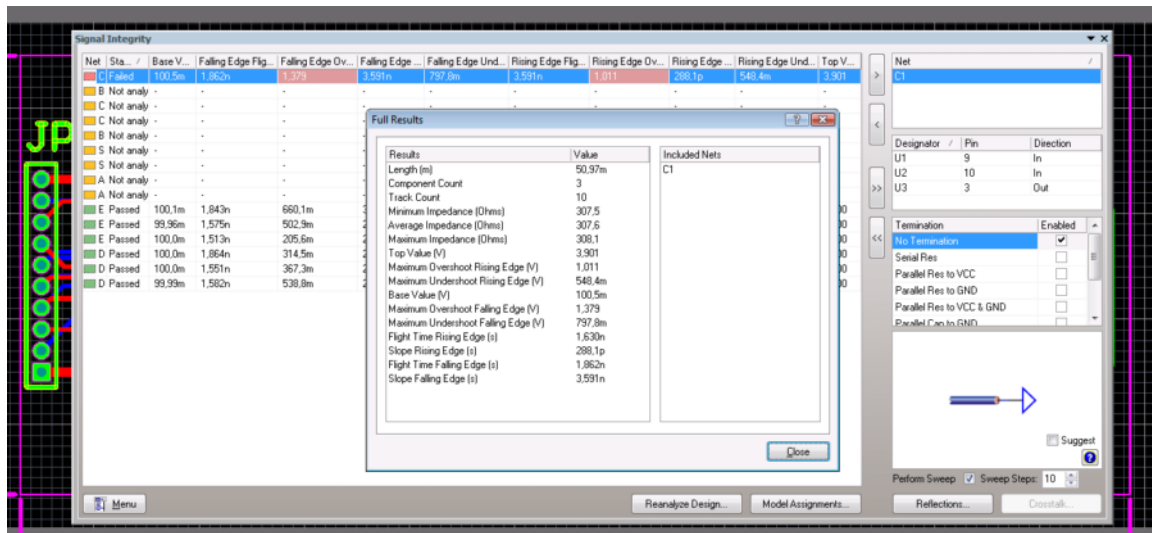 Signal Integrity
Net Sta... / Base V... Falling Edge Flig... Falling Edge Ov... Falling Edge ... Falling Edge Und... Rising Edge Flig... Rising Edge Ov... Rising Edge ... Rising Edge Und... Top V...
C Failed 100,5m 1,862n 1,379 3,591n 797,8m 3,591n 1,011 288,1p 548,4m 3,901
B Not analy - - -
C Not analy - - -
C Not analy - - -
B Not analy - - -
S Not analy - - -
S Not analy - - -
A Not analy - - -
A Not analy - - -
E Passed 100,1m 1,843n 660,1m
E Passed 99,96m 1,575n 502,9m
E Passed 100,0m 1,513n 205,6m
D Passed 100,0m 1,864n 314,5m
D Passed 100,0m 1,551n 367,3m
D Passed 99,99m 1,582n 538,8m
JP
Full Results
Results Value
Length (m) 50,97m
Component Count 3
Track Count 10
Minimum Impedance (Ohms) 307,5
Average Impedance (Ohms) 307,6
Maximum Impedance (Ohms) 308,1
Top Value (V) 3,901
Maximum Overshoot Rising Edge (V) 1,011
Maximum Undershoot Rising Edge (V) 548,4m
Base Value (V) 100,5m
Maximum Overshoot Falling Edge (V) 1,379
Maximum Undershoot Falling Edge (V) 797,8m
Flight Time Rising Edge (s) 1,630n
Slope Rising Edge (s) 288,1p
Flight Time Falling Edge (s) 1,862n
Slope Falling Edge (s) 3,591n
Included Nets
C1
Close
>
<
>>
<<
Net /
C1
Designator / Pin Direction
U1 9 In
U2 10 In
U3 3 Out
Termination Enabled
No Termination
Serial Res
Parallel Res to VCC
Parallel Res to GND
Parallel Res to VCC & GND
Parallel Cap to GND
Suggest
Perform Sweep Sweep Steps: 10
Menu
Reanalyze Design...
Model Assignments...
Reflections...
Crosstalk...